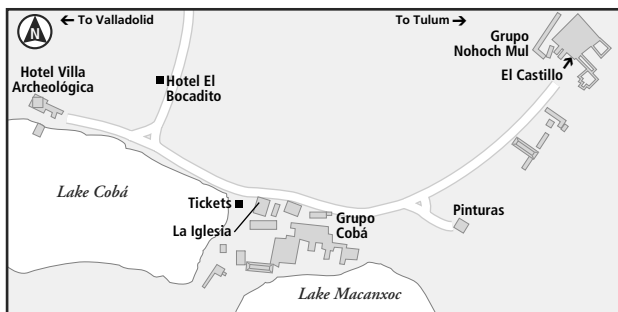 ← To Valladolid
To Tulum →
N
Grupo
Nohoch Mul
El Castillo
Hotel Villa
Archeológica
Hotel El
Bocadito
Lake Cobá
Tickets
La Iglesia
Grupo
Cobá
Pinturas
Lake Macanxoc